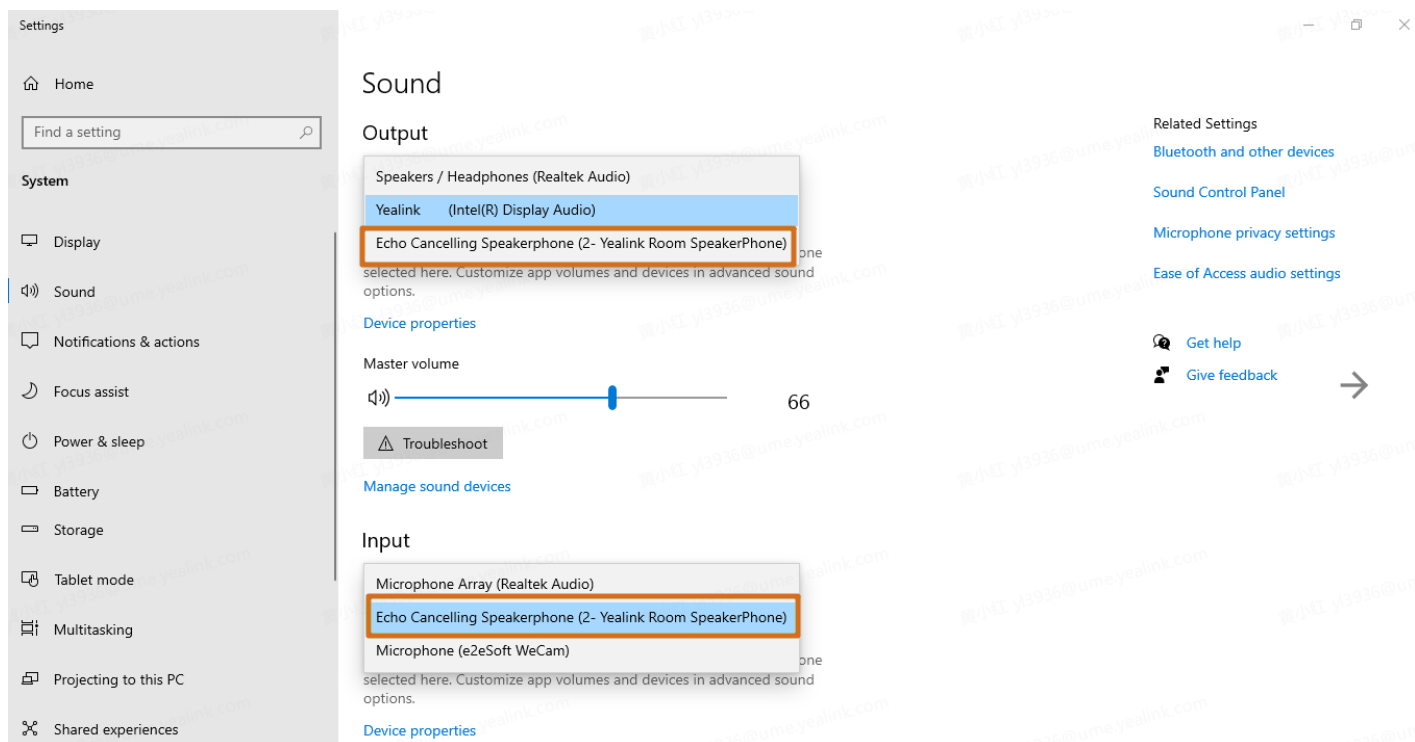 Settings
Home
Find a setting
System
Display
Sound
Notifications & actions
Focus assist
Power & sleep
Battery
Storage
Tablet mode
Multitasking
Projecting to this PC
Shared experiences
Sound
Output
Speakers / Headphones (Realtek Audio)
Yealink (Intel(R) Display Audio)
Echo Cancelling Speakerphone (2- Yealink Room SpeakerPhone)
one
selected here. Customize app volumes and devices in advanced sound
options.
Device properties
Master volume
66
Troubleshoot
Manage sound devices
Input
Microphone Array (Realtek Audio)
Echo Cancelling Speakerphone (2- Yealink Room SpeakerPhone)
Microphone (e2eSoft WeCam)
one
selected here. Customize app volumes and devices in advanced sound
options.
Device properties
Related Settings
Bluetooth and other devices
Sound Control Panel
Microphone privacy settings
Ease of Access audio settings
Get help
Give feedback